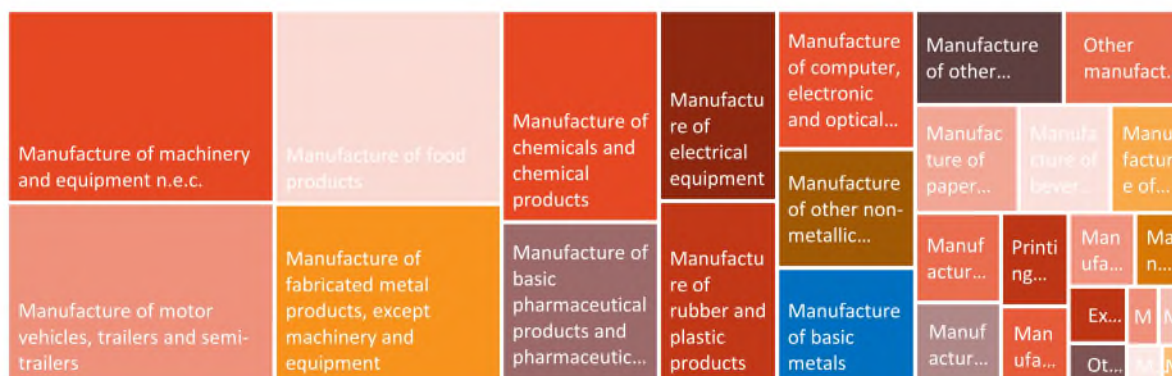 Manufacture of machinery
and equipment n.e.c.
Manufacture of motor
vehicles, trailers and semi-
trailers
Manufacture of food
products
Manufacture of
fabricated metal
products, except
machinery and
equipment
Manufacture of
chemicals and
chemical
products
Manufacture of
basic
pharmaceutical
products and
pharmaceutic...
Manufactu
re of
electrical
equipment
Manufactu
re of
rubber and
plastic
products
Manufacture
of computer,
electronic
and optical...
Manufacture
of other non-
metallic...
Manufacture
of basic
metals
Manufacture
of other...
Other
manufact...
Manufac
ture of
paper...
Manufa
cture of
bever...
Manu
factur
e of...
Manuf
actur...
Printi
ng...
Man
ufa...
Ma
n...
Manuf
actur...
Man
ufa...
Ex...
M
M
Ot...
M
M